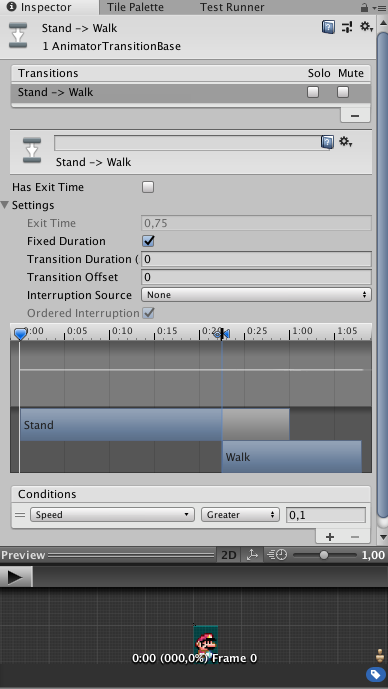 Inspector Tile Palette Test Runner
Stand -> Walk
1 AnimatorTransitionBase
Transitions Solo Mute
Stand -> Walk
Stand -> Walk
Has Exit Time
Settings
Exit Time 0,75
Fixed Duration
Transition Duration ( 0
Transition Offset 0
Interruption Source None
Ordered Interruption
0:05 0:10 0:15 0:25 1:00 1:05
Stand
Walk
Conditions
Speed Greater 0,1
Preview 2D 1,00
0:00 (000,0%) Frame 0